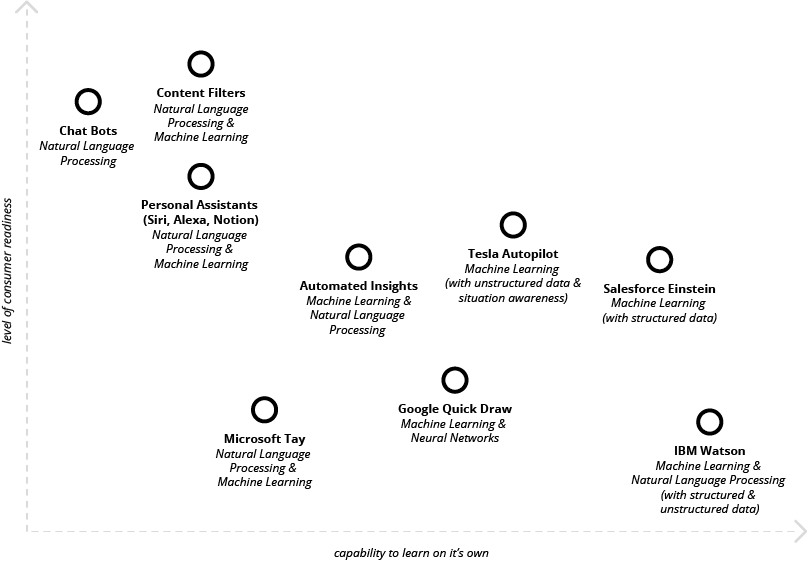 Content Filters
Natural Language
Processing &
Machine Learning
Chat Bots
Natural Language
Processing
Personal Assistants
(Siri, Alexa, Notion)
Natural Language
Processing &
Machine Learning
Tesla Autopilot
Machine Learning
(with unstructured data &
situation awareness)
Automated Insights
Machine Learning &
Natural Language
Processing
Salesforce Einstein
Machine Learning
(with structured data)
level of consumer readiness
Google Quick Draw
Machine Learning &
Neural Networks
Microsoft Tay
Natural Language
Processing &
Machine Learning
IBM Watson
Machine Learning &
Natural Language Processing
(with structured &
unstructured data)
capability to learn on it's own